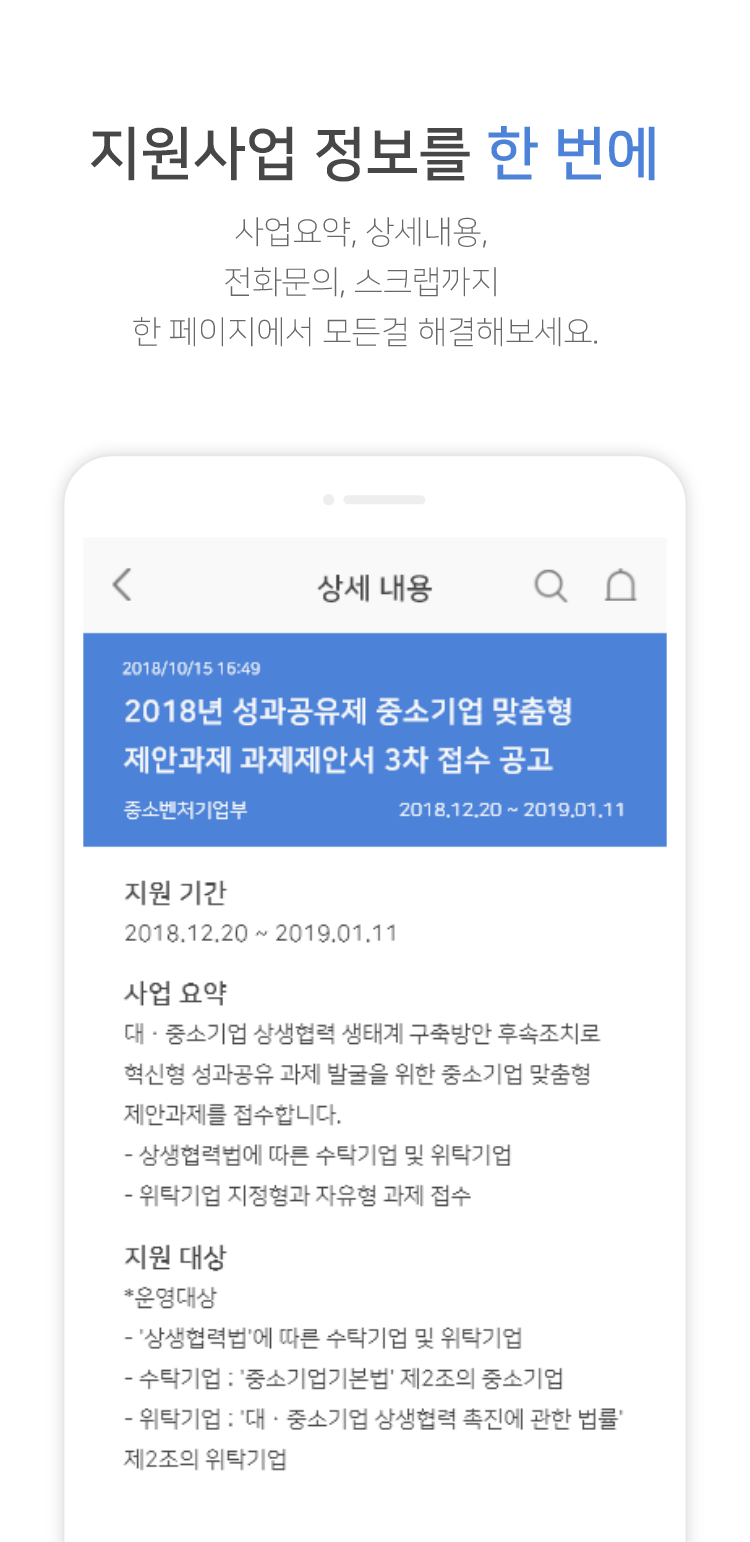 지원사업 정보를 한 번에
사업요약, 상세내용,
전화문의, 스크랩까지
한 페이지에서 모든걸 해결해보세요.
상세 내용
2018/10/15 16:49
2018년 성과공유제 중소기업 맞춤형
제안과제 과제제안서 3차 접수 공고
중소벤처기업부 2018.12.20 ~ 2019.01.11
지원 기간
2018.12.20 ~ 2019.01.11
사업 요약
대 · 중소기업 상생협력 생태계 구축방안 후속조치로
혁신형 성과공유 과제 발굴을 위한 중소기업 맞춤형
제안과제를 접수합니다.
- 상생협력법에 따른 수탁기업 및 위탁기업
- 위탁기업 지정형과 자유형 과제 접수
지원 대상
*운영대상
- '상생협력법'에 따른 수탁기업 및 위탁기업
- 수탁기업 : '중소기업기본법' 제2조의 중소기업
- 위탁기업 : '대 · 중소기업 상생협력 촉진에 관한 법률'
제2조의 위탁기업